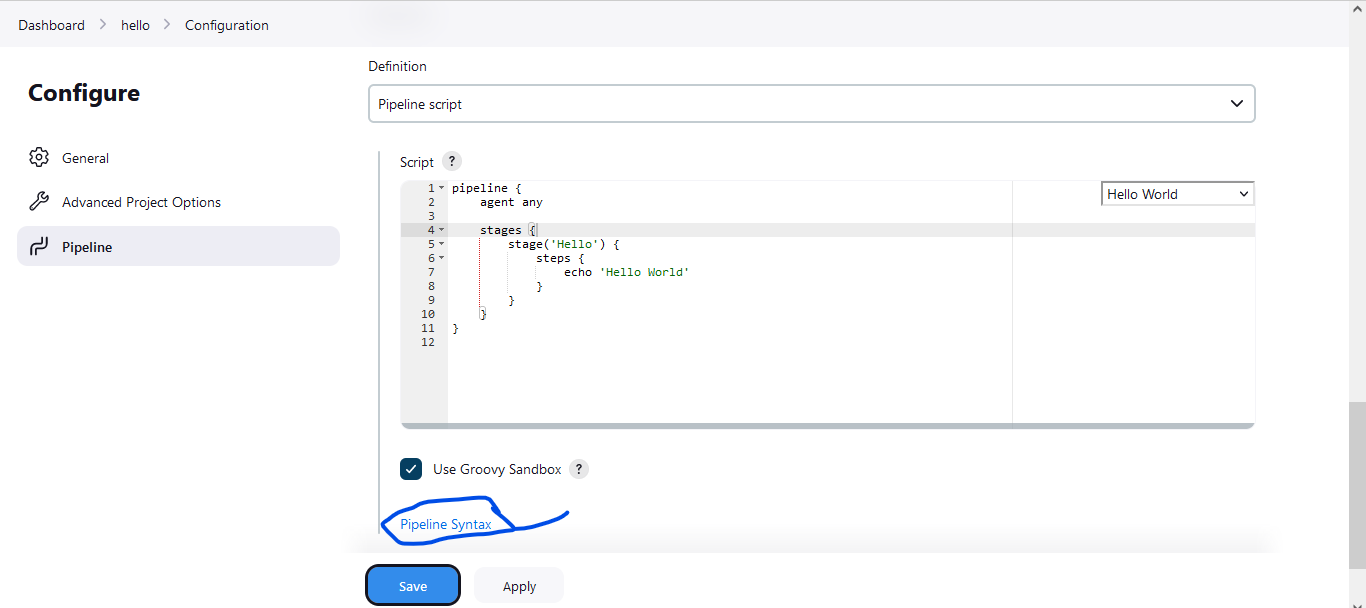 Dashboard > hello > Configuration
Configure
General
Advanced Project Options
Pipeline
Definition
Pipeline script
Script ?
Hello World
1 pipeline {
2     agent any
3
4     stages {
5         stage('Hello') {
6             steps {
7                 echo 'Hello World'
8             }
9         }
10     }
11 }
12
Use Groovy Sandbox ?
Pipeline Syntax
Save
Apply